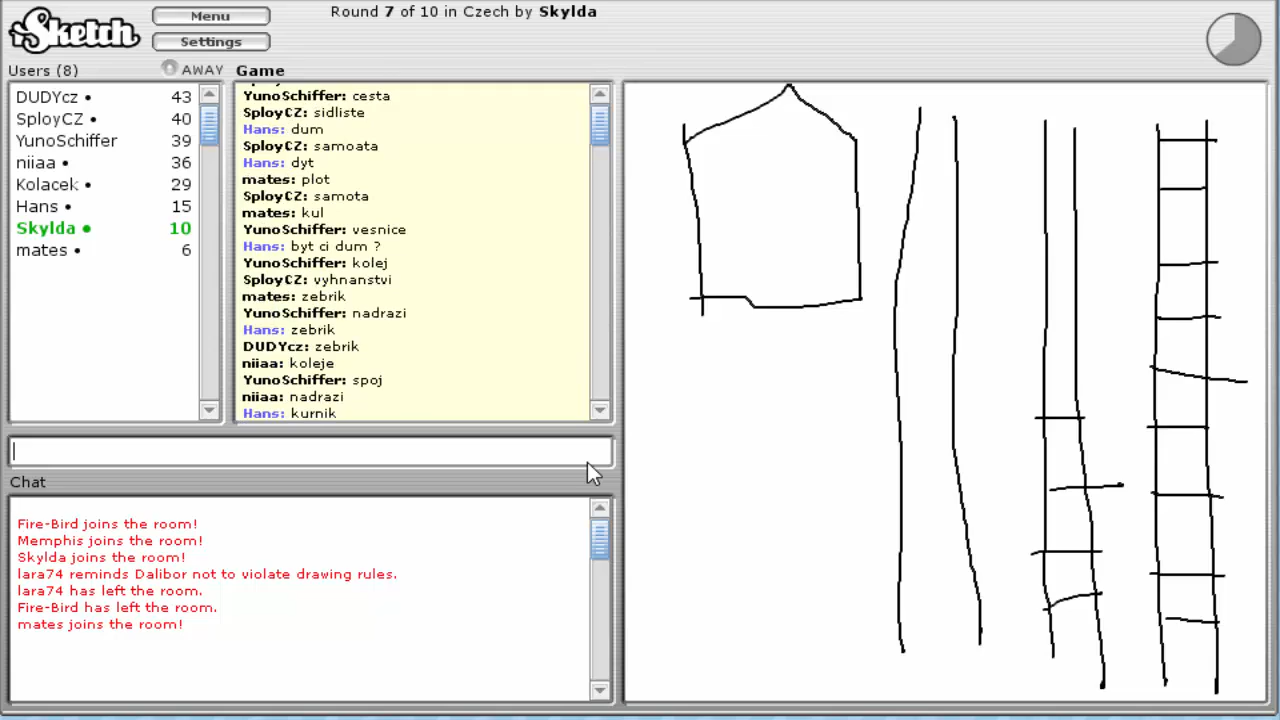 iSketch
Menu
Settings
Round 7 of 10 in Czech by Skylda
Users (8)
AWAY
Game
DUDYcz • 43
SployCZ • 40
YunoSchiffer 39
niiaa • 36
Kolacek • 29
Hans • 15
Skylda • 10
mates • 6
YunoSchiffer: cesta
SployCZ: sidliste
Hans: dum
SployCZ: samoata
Hans: dyt
mates: plot
SployCZ: samota
mates: kul
YunoSchiffer: vesnice
Hans: byt ci dum ?
YunoSchiffer: kolej
SployCZ: vyhnanstvi
mates: zebrik
YunoSchiffer: nadrazi
Hans: zebrik
DUDYcz: zebrik
niiaa: koleje
YunoSchiffer: spoj
niiaa: nadrazi
Hans: kurnik
Chat
Fire-Bird joins the room!
Memphis joins the room!
Skylda joins the room!
lara74 reminds Dalibor not to violate drawing rules.
lara74 has left the room.
Fire-Bird has left the room.
mates joins the room!